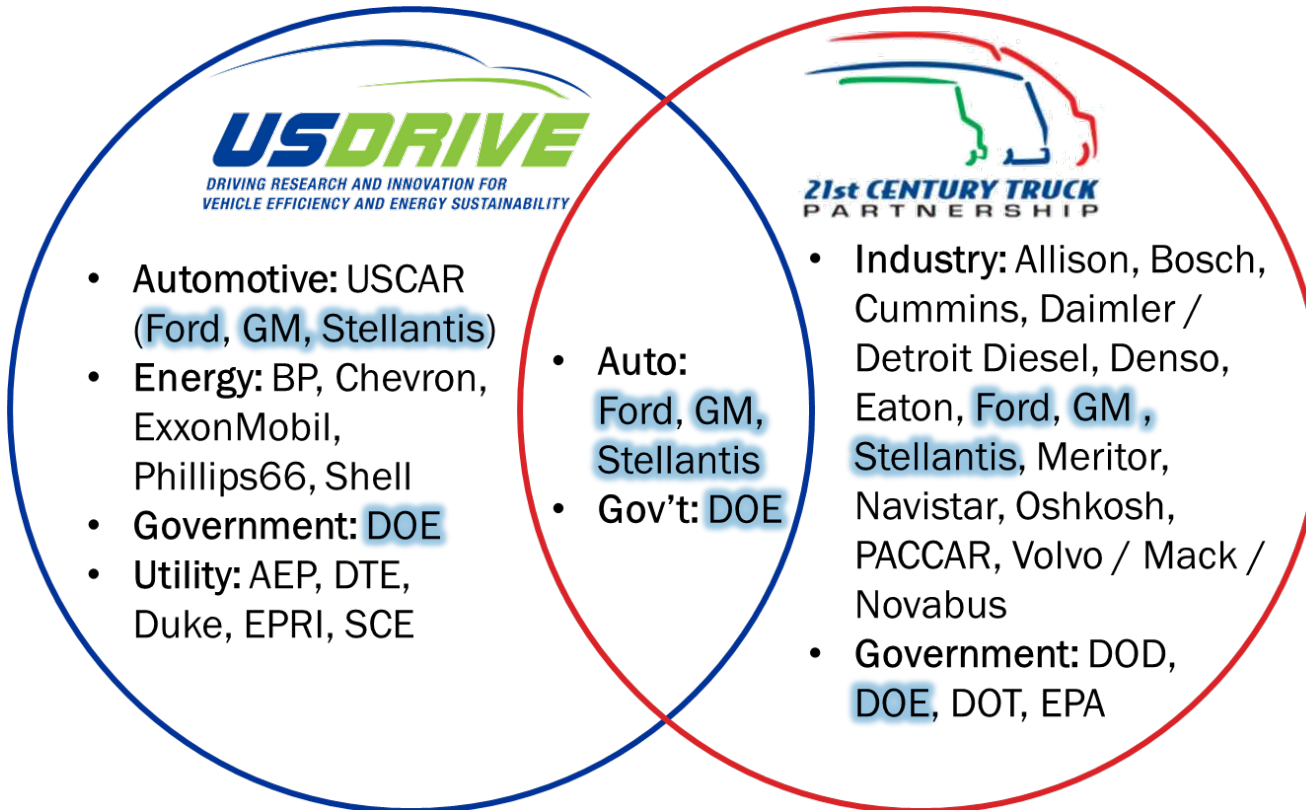 USDRIVE
DRIVING RESEARCH AND INNOVATION FOR
VEHICLE EFFICIENCY AND ENERGY SUSTAINABILITY
• Automotive: USCAR
(Ford, GM, Stellantis)
• Energy: BP, Chevron,
ExxonMobil,
Phillips66, Shell
• Government: DOE
• Utility: AEP, DTE,
Duke, EPRI, SCE
• Auto:
Ford, GM,
Stellantis
• Gov’t: DOE
21st CENTURY TRUCK
PARTNERSHIP
• Industry: Allison, Bosch,
Cummins, Daimler /
Detroit Diesel, Denso,
Eaton, Ford, GM ,
Stellantis, Meritor,
Navistar, Oshkosh,
PACCAR, Volvo / Mack /
Novabus
• Government: DOD,
DOE, DOT, EPA